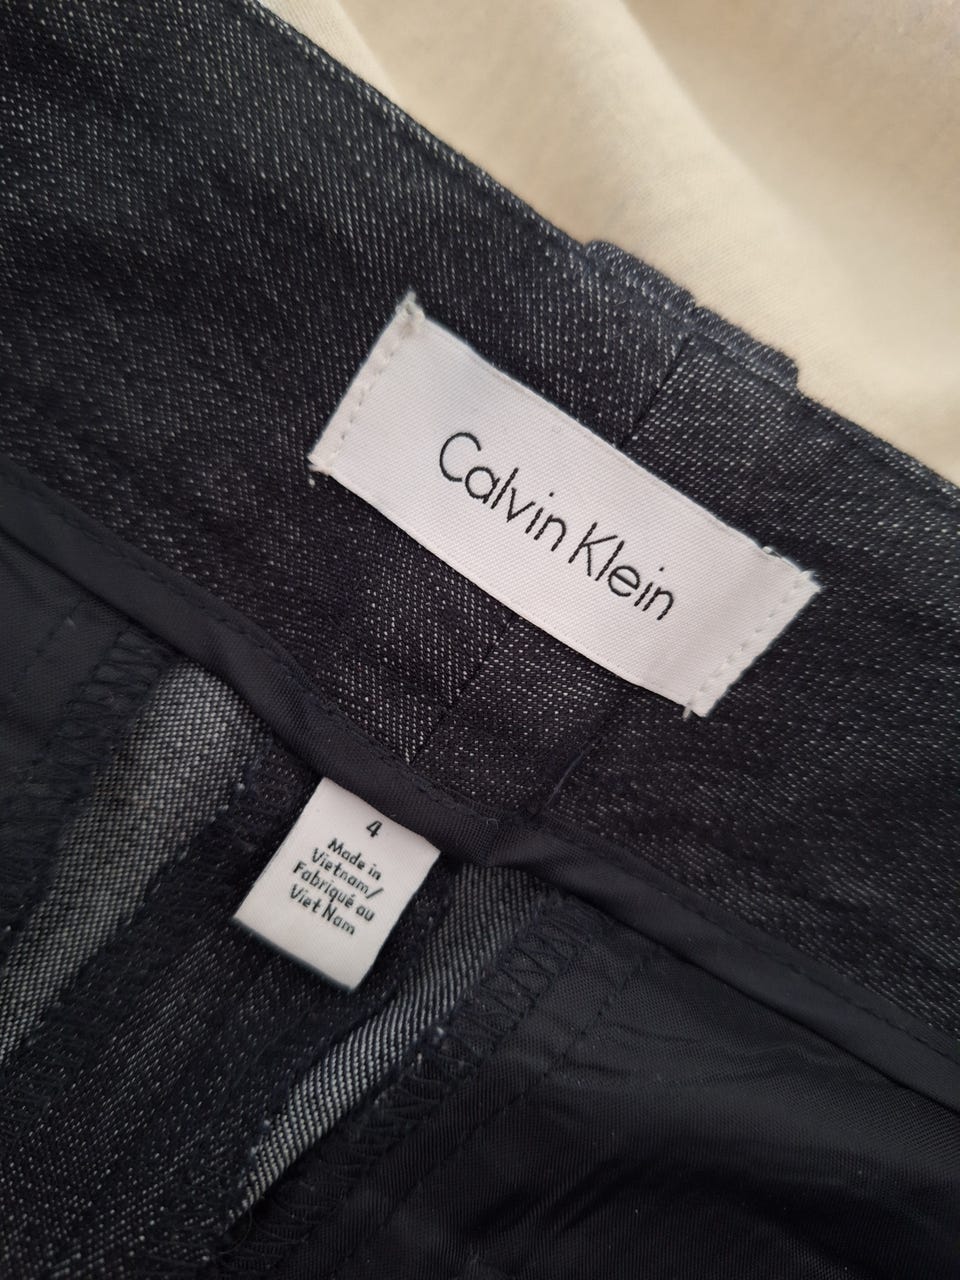 Calvin Klein
4
Made in
Vietnam/
Fabriqué au
Viet Nam